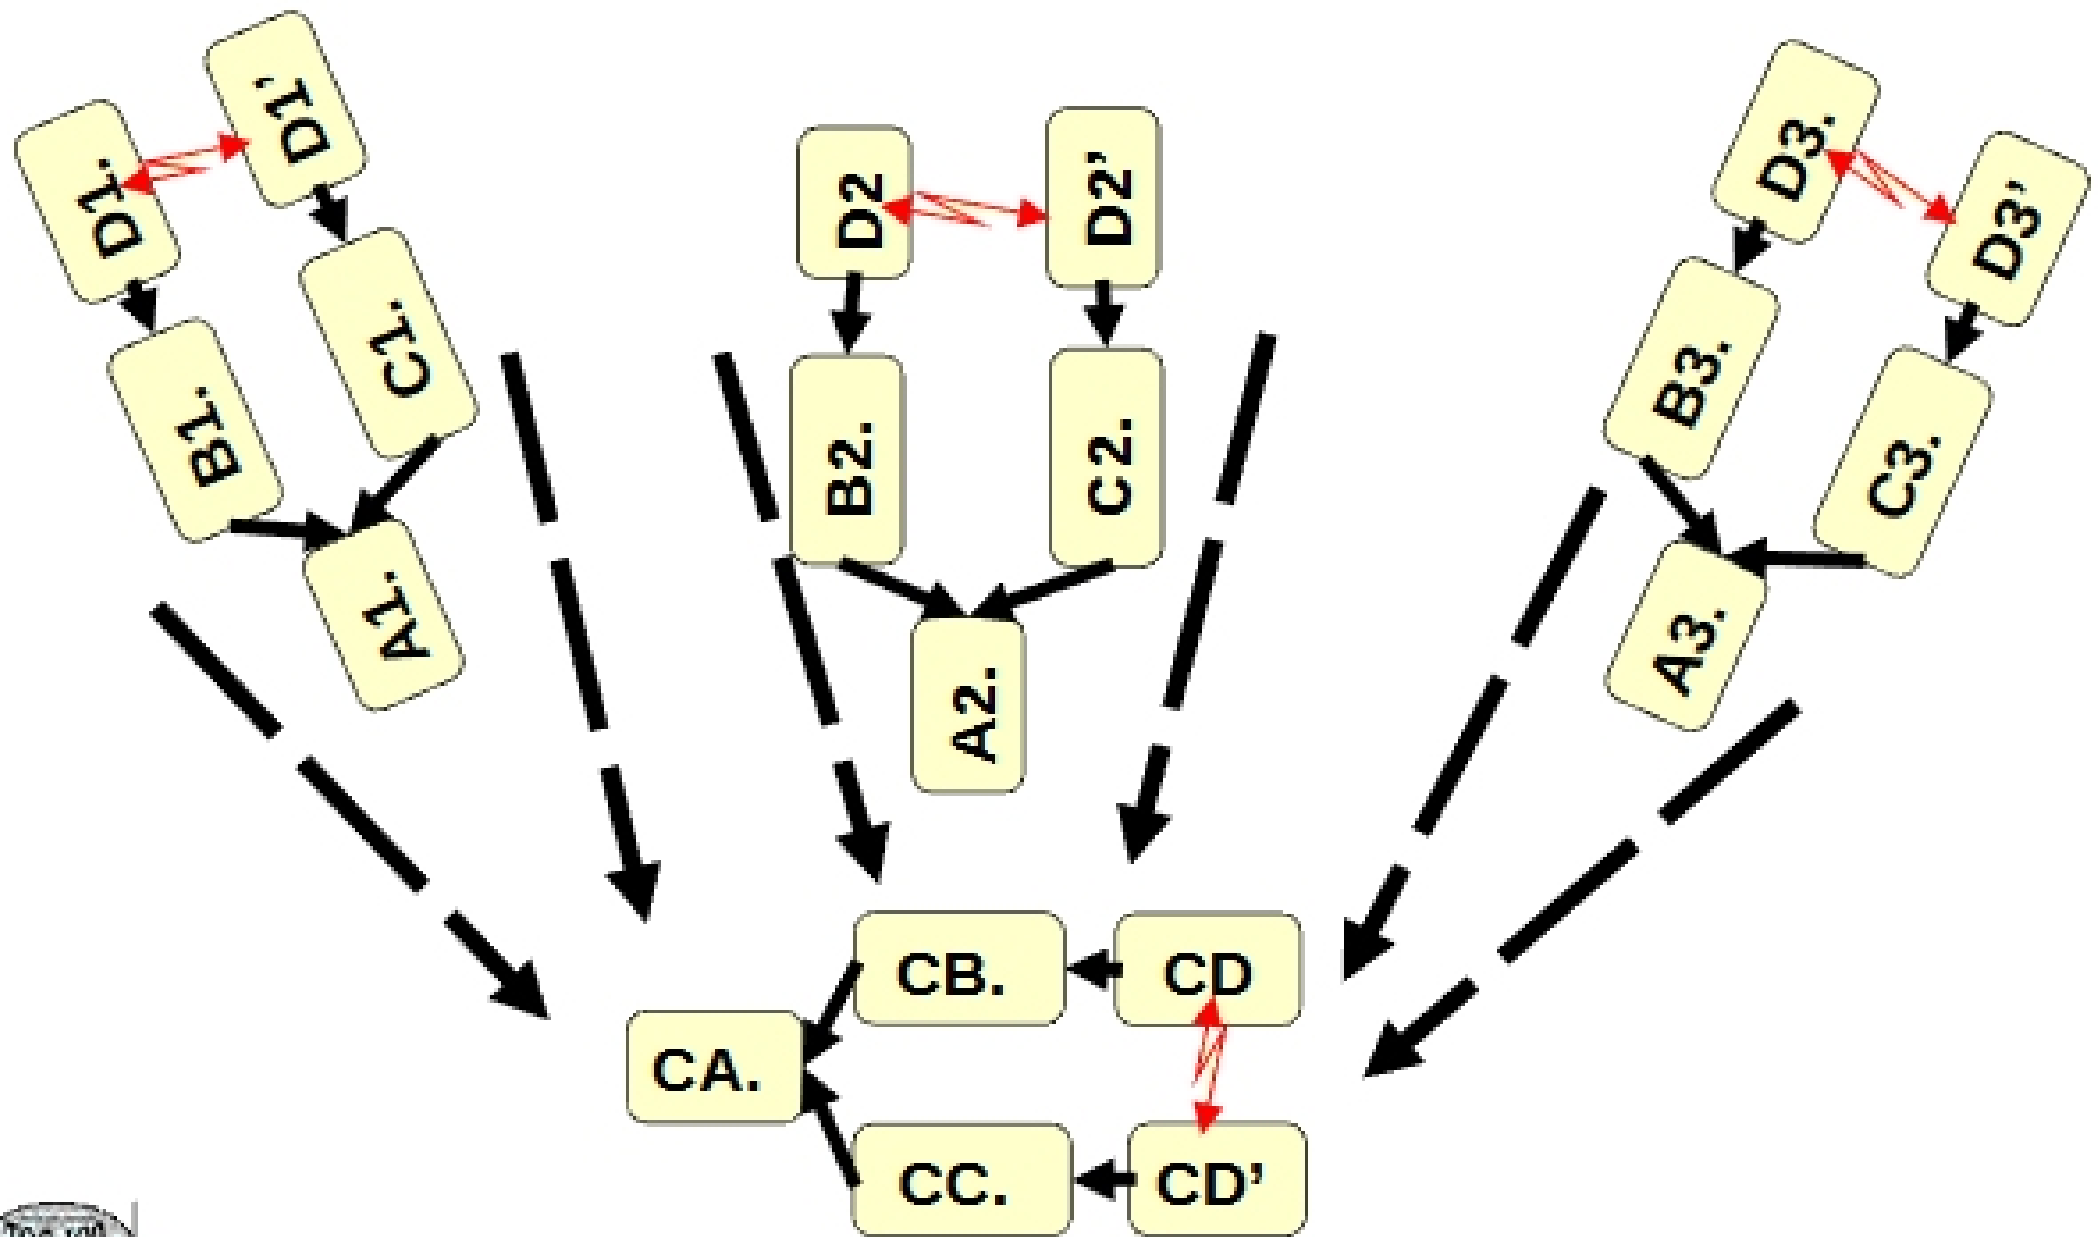 D1.
D1’
B1.
C1.
A1.
D2
D2’
B2.
C2.
A2.
D3.
D3’
B3.
C3.
A3.
CB.
CD
CA.
CC.
CD’